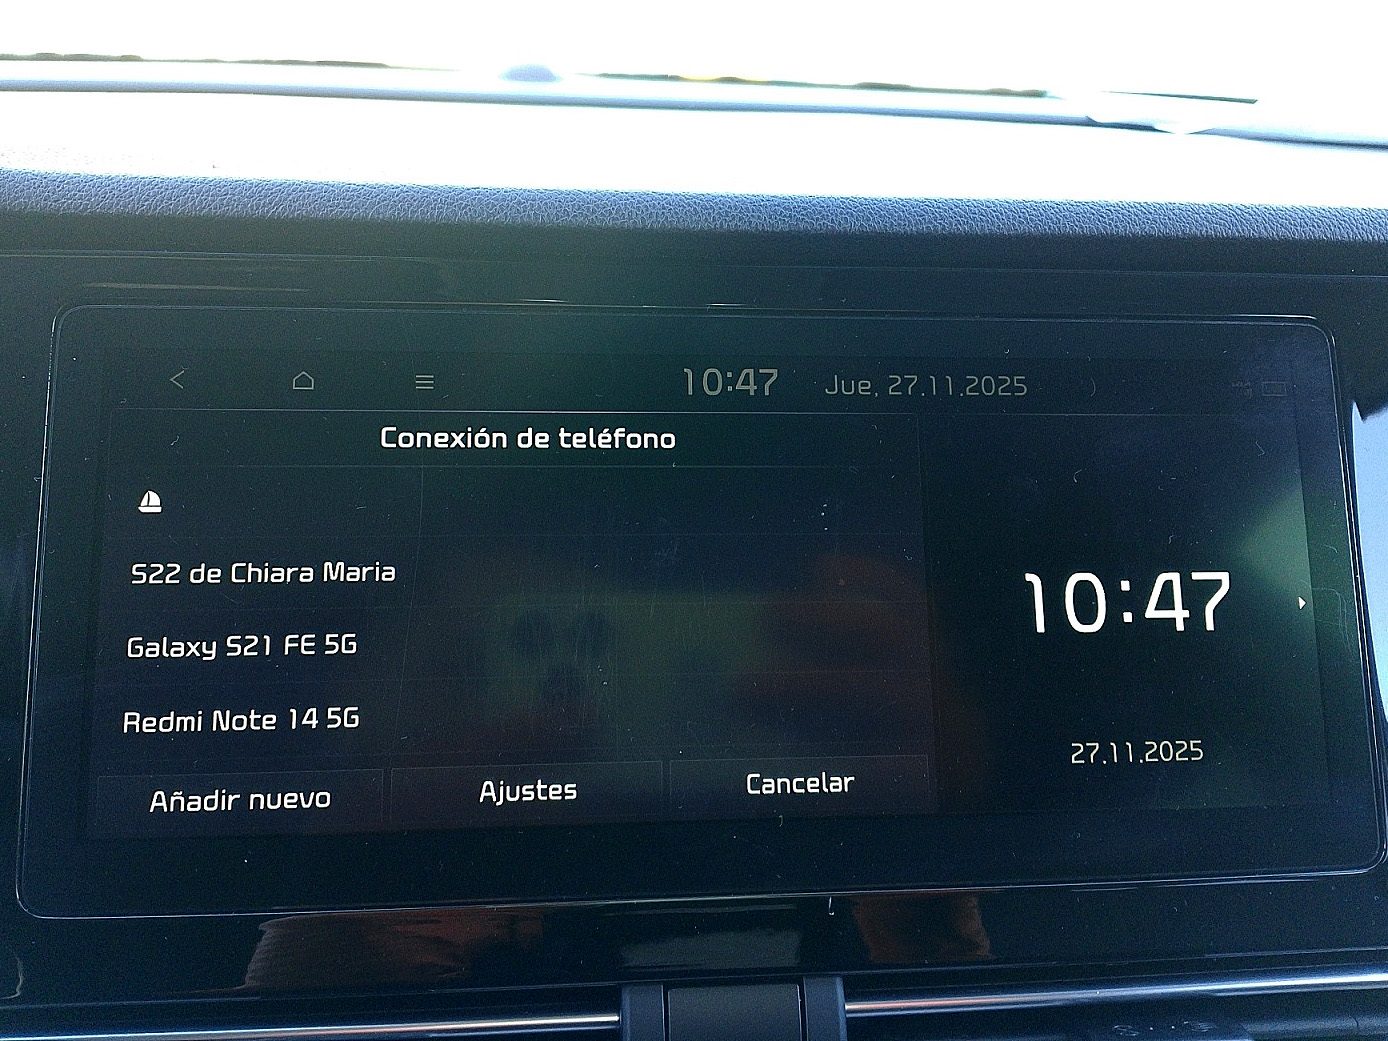 10:47 Jue, 27.11.2025
Conexión de teléfono
S22 de Chiara Maria
Galaxy S21 FE 5G
Redmi Note 14 5G
Añadir nuevo Ajustes Cancelar
10:47
27.11.2025